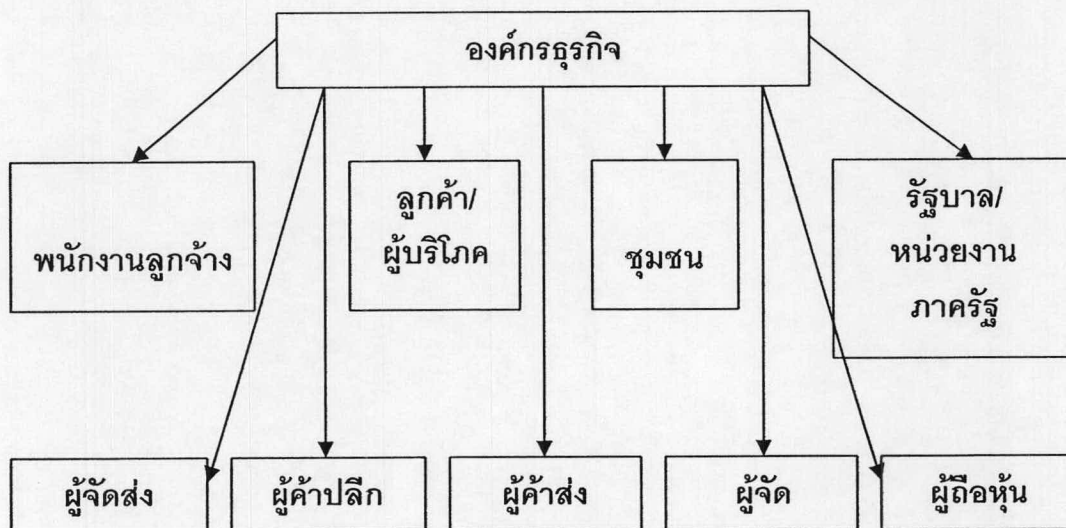 องค์กรธุรกิจ
พนักงานลูกจ้าง
ลูกค้า/
ผู้บริโภค
ชุมชน
รัฐบาล/
หน่วยงาน
ภาครัฐ
ผู้จัดส่ง
ผู้ค้าปลีก
ผู้ค้าส่ง
ผู้จัด
ผู้ถือหุ้น